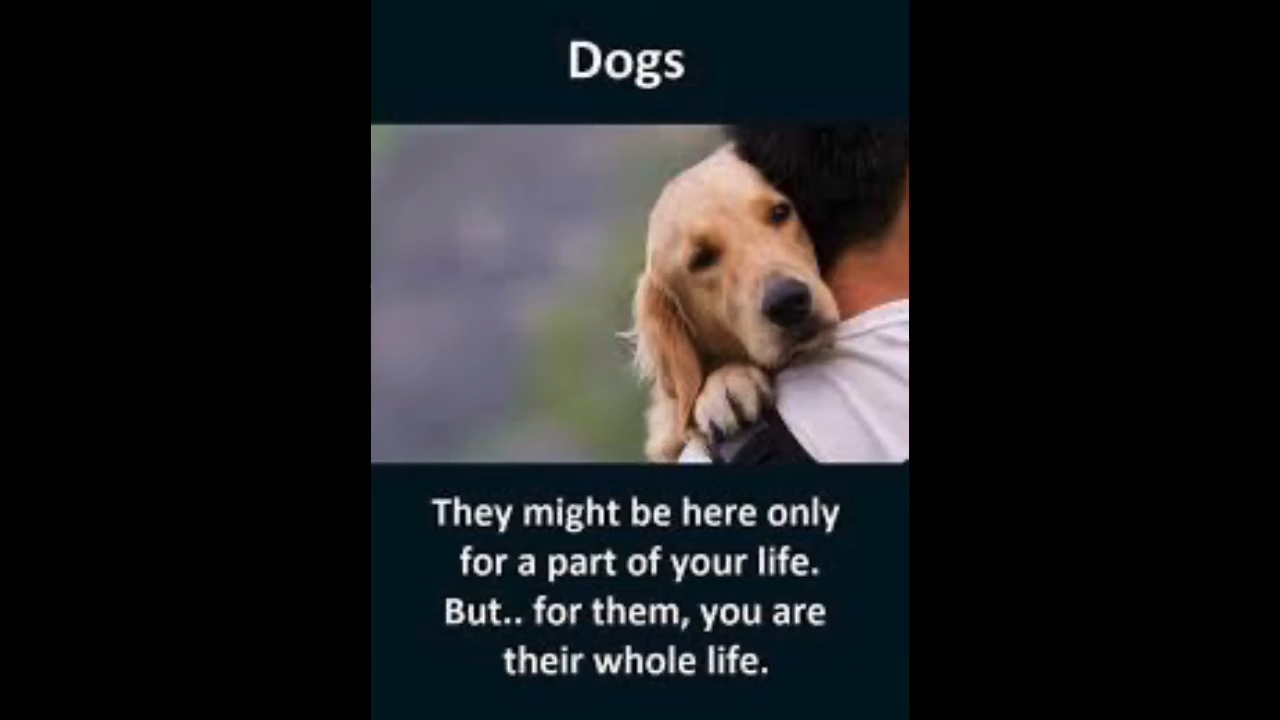 Dogs
They might be here only
for a part of your life.
But.. for them, you are
their whole life.